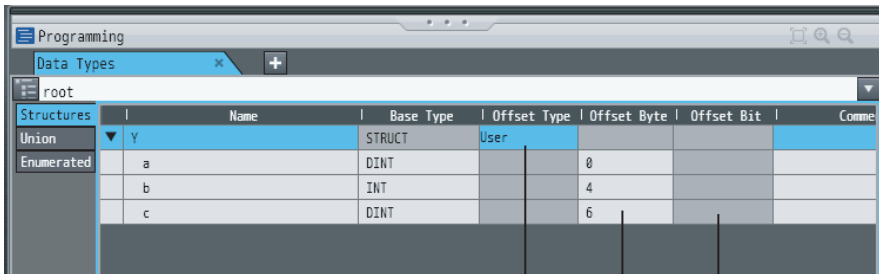 Programming
Data Types × +
root
Structures Name Base Type Offset Type Offset Byte Offset Bit Comme
Union Y STRUCT User
Enumerated a DINT 0
b INT 4
c DINT 6